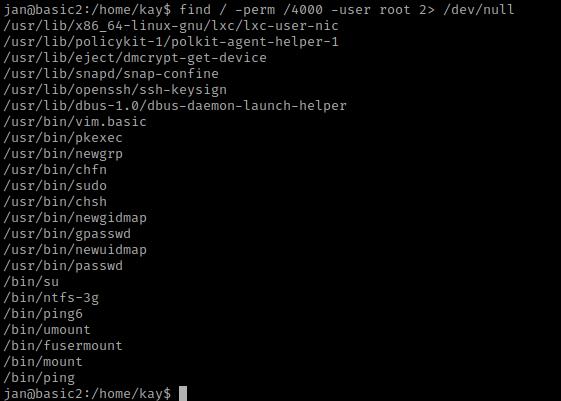 jan@basic2:/home/kay$ find / -perm /4000 -user root 2> /dev/null
/usr/lib/x86_64-linux-gnu/lxc/lxc-user-nic
/usr/lib/policykit-1/polkit-agent-helper-1
/usr/lib/eject/dmcrypt-get-device
/usr/lib/snapd/snap-confine
/usr/lib/openssh/ssh-keysign
/usr/lib/dbus-1.0/dbus-daemon-launch-helper
/usr/bin/vim.basic
/usr/bin/pkexec
/usr/bin/newgrp
/usr/bin/chfn
/usr/bin/sudo
/usr/bin/chsh
/usr/bin/newgidmap
/usr/bin/gpasswd
/usr/bin/newuidmap
/usr/bin/passwd
/bin/su
/bin/ntfs-3g
/bin/ping6
/bin/umount
/bin/fusermount
/bin/mount
/bin/ping
jan@basic2:/home/kay$